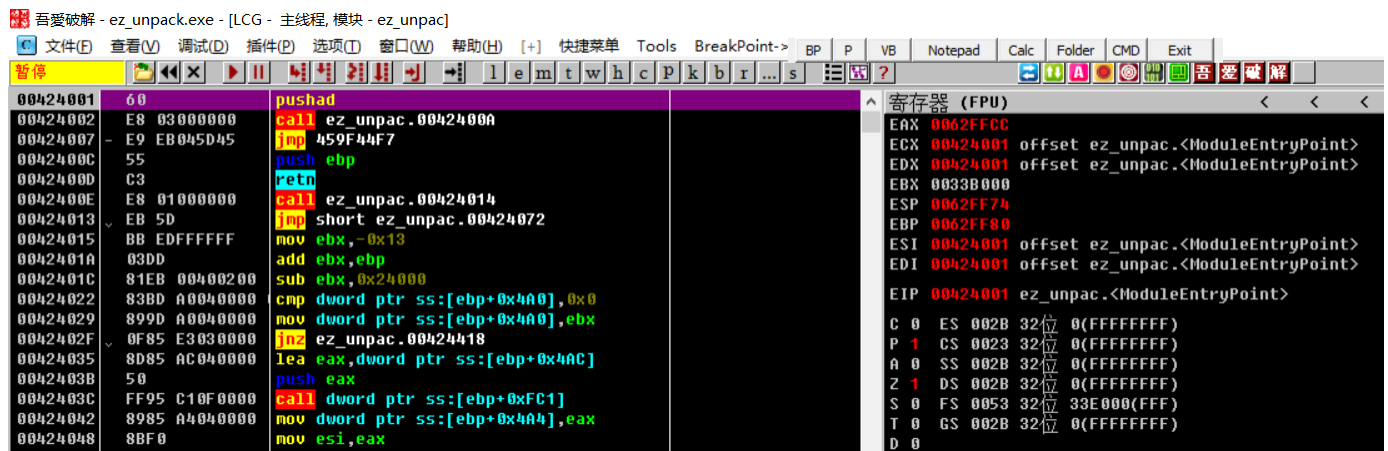 吾愛破解 - ez_unpack.exe - [LCG - 主线程, 模块 - ez_unpac]
C 文件(F) 查看(V) 调试(D) 插件(P) 选项(T) 窗口(W) 帮助(H) [+] 快捷菜单 Tools BreakPoint-> BP P VB Notepad Calc Folder CMD Exit
暂停 l e m t w h c p k b r ... s ? A 吾 爱 破 解
00424001 60 pushad
00424002 E8 03000000 call ez_unpac.0042400A
00424007 - E9 EB045D45 jmp 459F44F7
0042400C 55 push ebp
0042400D C3 retn
0042400E E8 01000000 call ez_unpac.00424014
00424013 EB 5D jmp short ez_unpac.00424072
00424015 BB EDFFFFFF mov ebx,-0x13
0042401A 03DD add ebx,ebp
0042401C 81EB 00400200 sub ebx,0x24000
00424022 83BD A0040000 cmp dword ptr ss:[ebp+0x4A0],0x0
00424029 899D A0040000 mov dword ptr ss:[ebp+0x4A0],ebx
0042402F 0F85 E3030000 jnz ez_unpac.00424418
00424035 8D85 AC040000 lea eax,dword ptr ss:[ebp+0x4AC]
0042403B 50 push eax
0042403C FF95 C10F0000 call dword ptr ss:[ebp+0xFC1]
00424042 8985 A4040000 mov dword ptr ss:[ebp+0x4A4],eax
00424048 8BF0 mov esi,eax
寄存器 (FPU) < < <
EAX 0062FFCC
ECX 00424001 offset ez_unpac.<ModuleEntryPoint>
EDX 00424001 offset ez_unpac.<ModuleEntryPoint>
EBX 0033B000
ESP 0062FF74
EBP 0062FF80
ESI 00424001 offset ez_unpac.<ModuleEntryPoint>
EDI 00424001 offset ez_unpac.<ModuleEntryPoint>
EIP 00424001 ez_unpac.<ModuleEntryPoint>
C 0 ES 002B 32位 0(FFFFFFFF)
P 1 CS 0023 32位 0(FFFFFFFF)
A 0 SS 002B 32位 0(FFFFFFFF)
Z 1 DS 002B 32位 0(FFFFFFFF)
S 0 FS 0053 32位 33E000(FFF)
T 0 GS 002B 32位 0(FFFFFFFF)
D 0